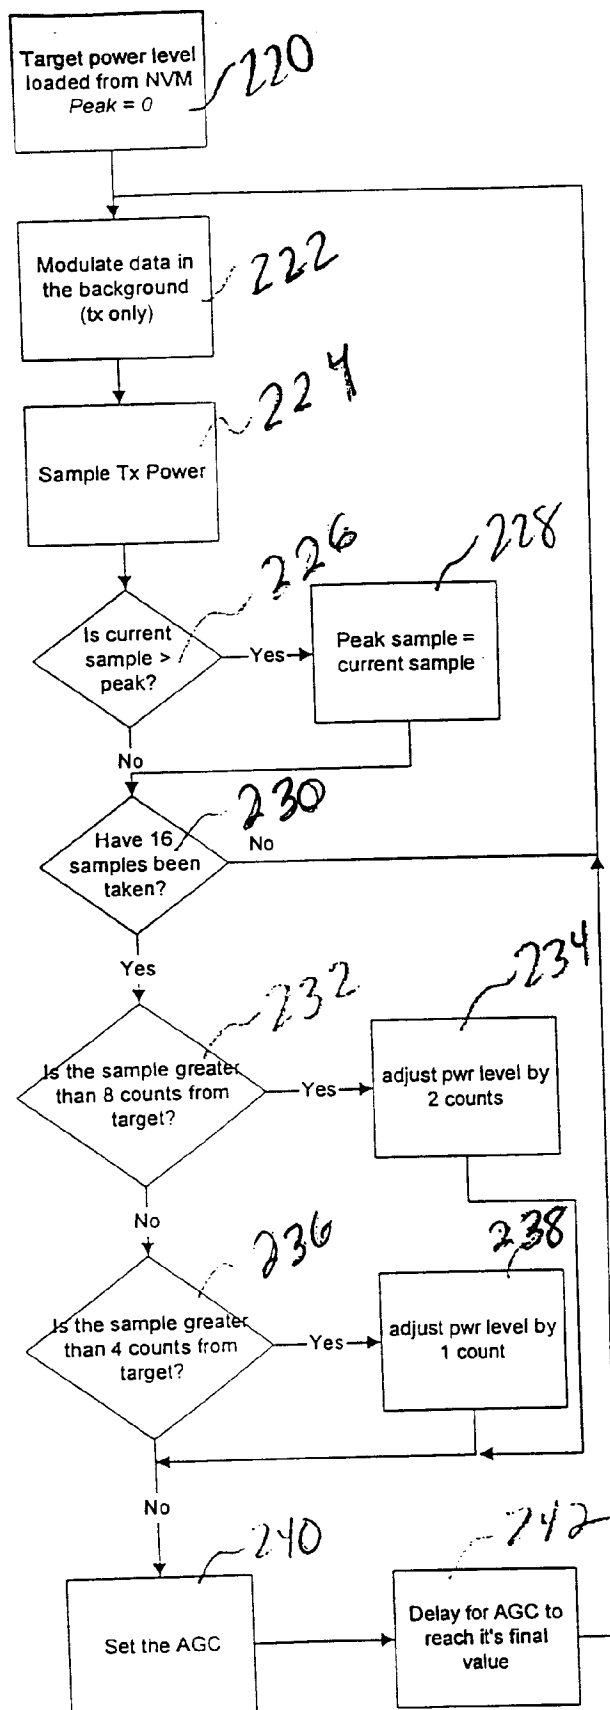 Target power level
loaded from NVM
Peak = 0
220
Modulate data in
the background
(tx only)
222
Sample Tx Power
224
Is current
sample >
peak?
226
Yes
Peak sample =
current sample
228
No
Have 16
samples been
taken?
230
No
Yes
Is the sample greater
than 8 counts from
target?
232
Yes
adjust pwr level by
2 counts
234
No
Is the sample greater
than 4 counts from
target?
236
Yes
adjust pwr level by
1 count
238
No
Set the AGC
240
Delay for AGC to
reach it's final
value
242